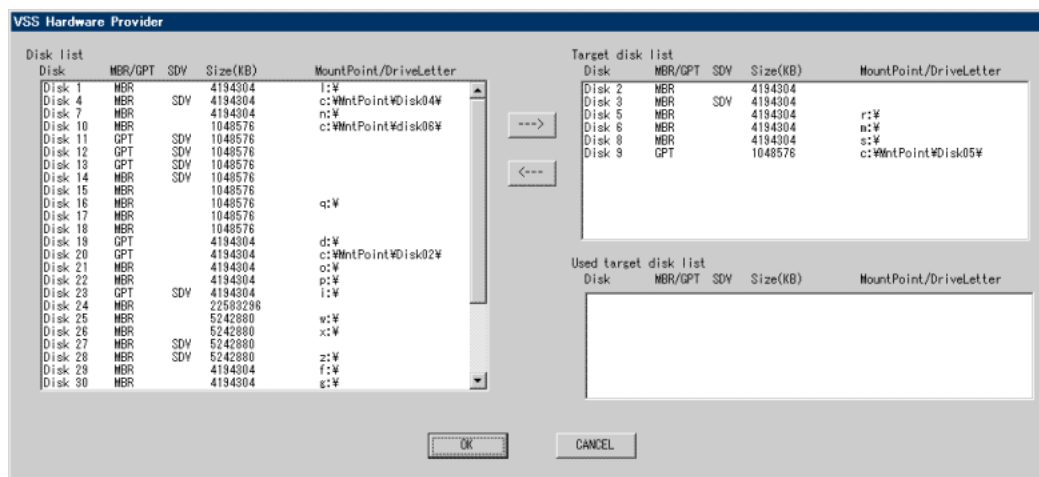 VSS Hardware Provider
Disk list
Disk MBR/GPT SDV Size(KB) MountPoint/DriveLetter
Disk 1 MBR 4194304 l:¥
Disk 4 MBR SDV 4194304 c:¥MntPoint¥Disk04¥
Disk 7 MBR 4194304 n:¥
Disk 10 MBR 1048576 c:¥MntPoint¥disk06¥
Disk 11 GPT SDV 1048576
Disk 12 GPT SDV 1048576
Disk 13 GPT SDV 1048576
Disk 14 MBR SDV 1048576
Disk 15 MBR 1048576
Disk 16 MBR 1048576 q:¥
Disk 17 MBR 1048576
Disk 18 MBR 1048576
Disk 19 GPT 4194304 d:¥
Disk 20 GPT 4194304 c:¥MntPoint¥Disk02¥
Disk 21 MBR 4194304 o:¥
Disk 22 MBR 4194304 p:¥
Disk 23 GPT SDV 4194304 i:¥
Disk 24 MBR 22583296
Disk 25 MBR 5242880 w:¥
Disk 26 MBR 5242880 x:¥
Disk 27 MBR SDV 5242880
Disk 28 MBR SDV 5242880 z:¥
Disk 29 MBR 4194304 f:¥
Disk 30 MBR 4194304 g:¥
--->
<---
Target disk list
Disk MBR/GPT SDV Size(KB) MountPoint/DriveLetter
Disk 2 MBR 4194304
Disk 3 MBR SDV 4194304
Disk 5 MBR 4194304 r:¥
Disk 6 MBR 4194304 m:¥
Disk 8 MBR 4194304 s:¥
Disk 9 GPT 1048576 c:¥MntPoint¥Disk05¥
Used target disk list
Disk MBR/GPT SDV Size(KB) MountPoint/DriveLetter
OK CANCEL